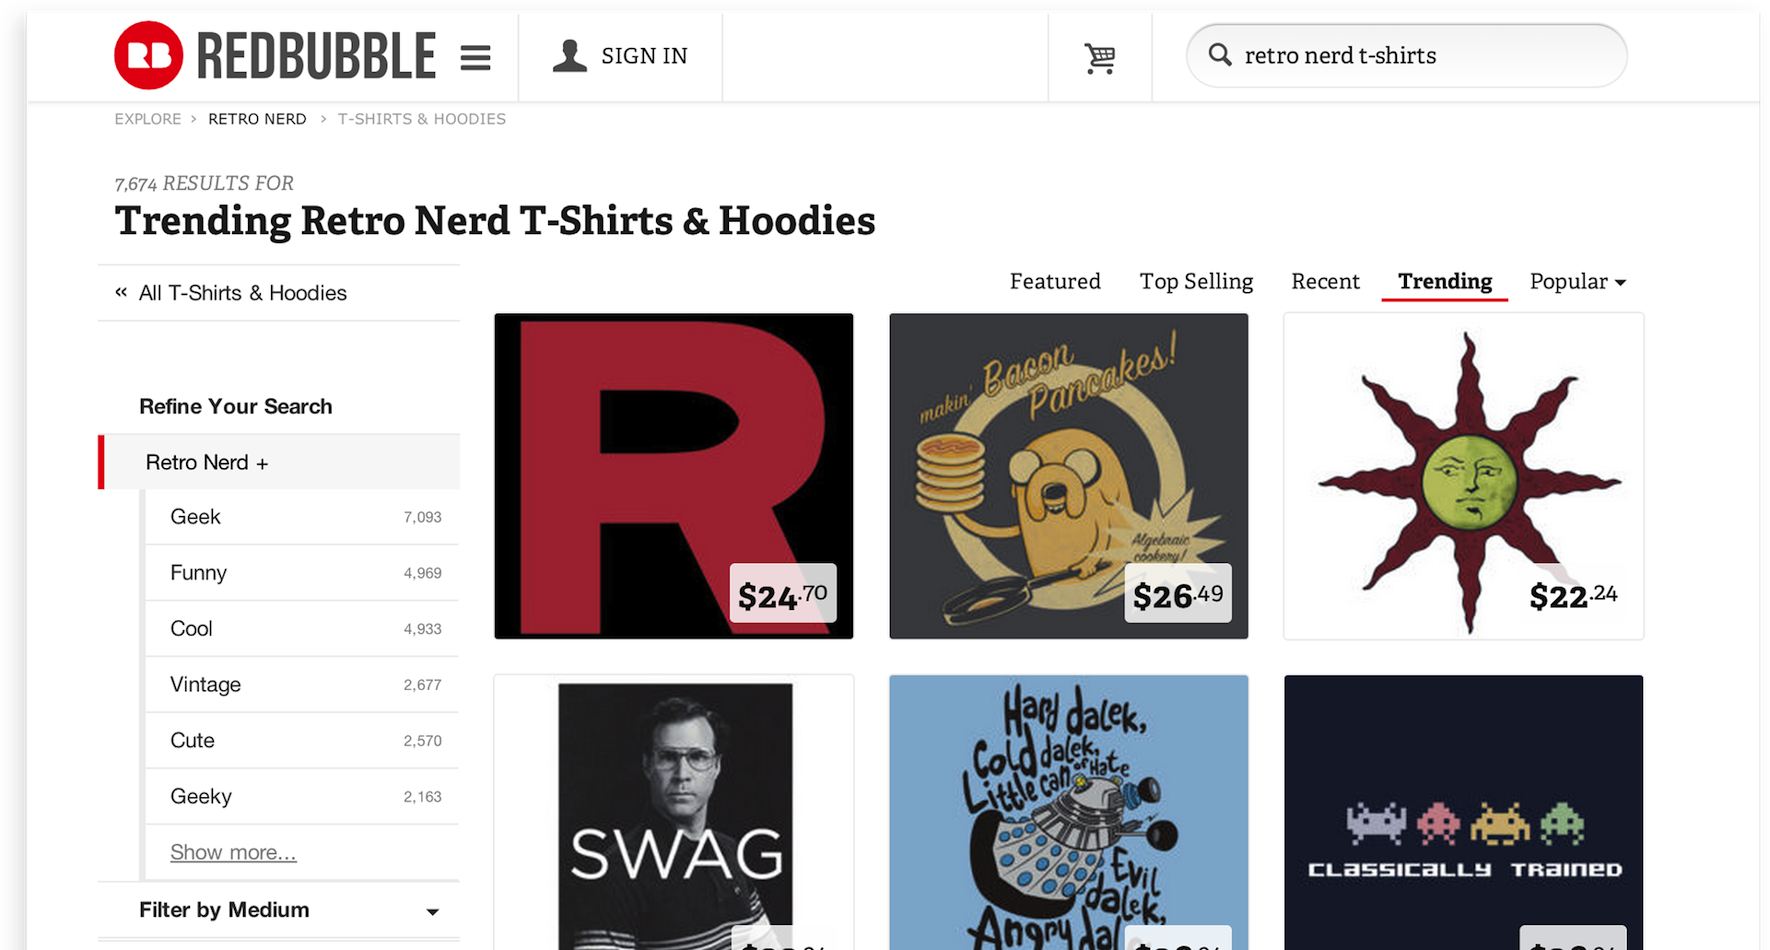 RB REDBUBBLE
SIGN IN
retro nerd t-shirts
EXPLORE › RETRO NERD › T-SHIRTS & HOODIES
7,674 RESULTS FOR
Trending Retro Nerd T-Shirts & Hoodies
« All T-Shirts & Hoodies
Featured Top Selling Recent Trending Popular
Refine Your Search
Retro Nerd +
Geek 7,093
Funny 4,969
Cool 4,933
Vintage 2,677
Cute 2,570
Geeky 2,163
Show more...
Filter by Medium
R
$24.70
makin' Bacon
Pancakes!
Algebraic
cookery!
$26.49
$22.24
SWAG
Hard dalek,
Cold dalek,
Little can of Hate
Evil
dalek,
Angry dal
CLASSICALLY TRAINED